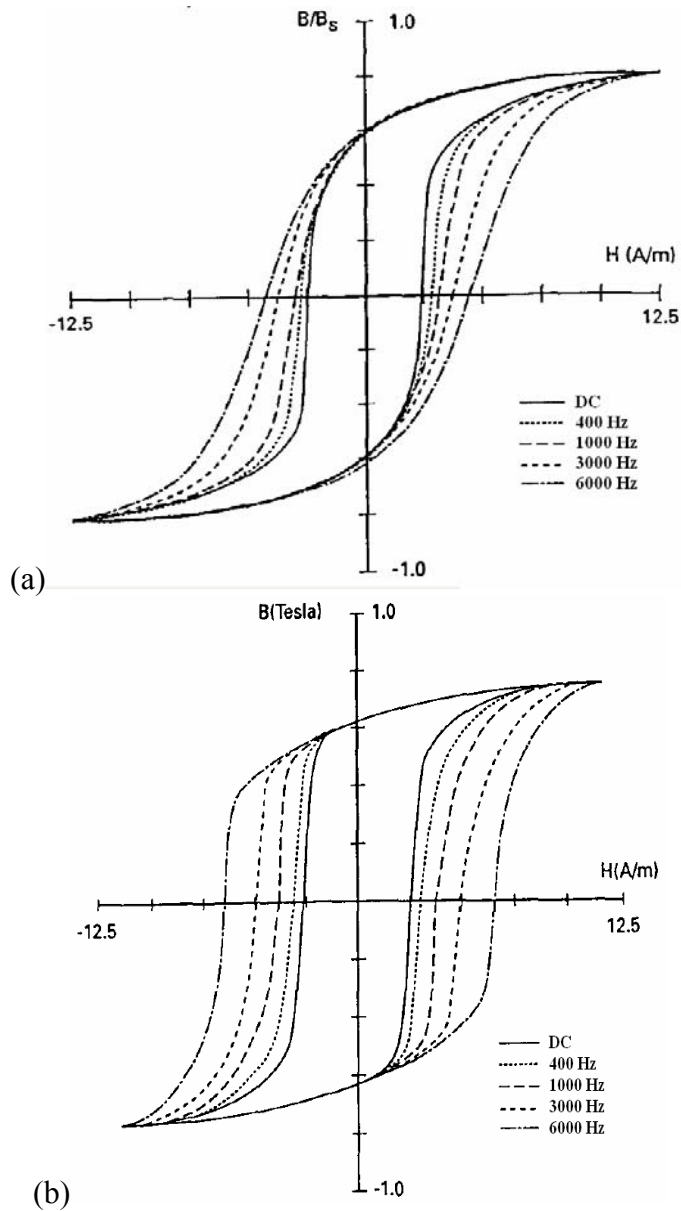 B/B_S
1.0
H (A/m)
-12.5
12.5
DC
400 Hz
1000 Hz
3000 Hz
6000 Hz
-1.0
(a)
B(Tesla)
1.0
H(A/m)
-12.5
12.5
DC
400 Hz
1000 Hz
3000 Hz
6000 Hz
-1.0
(b)